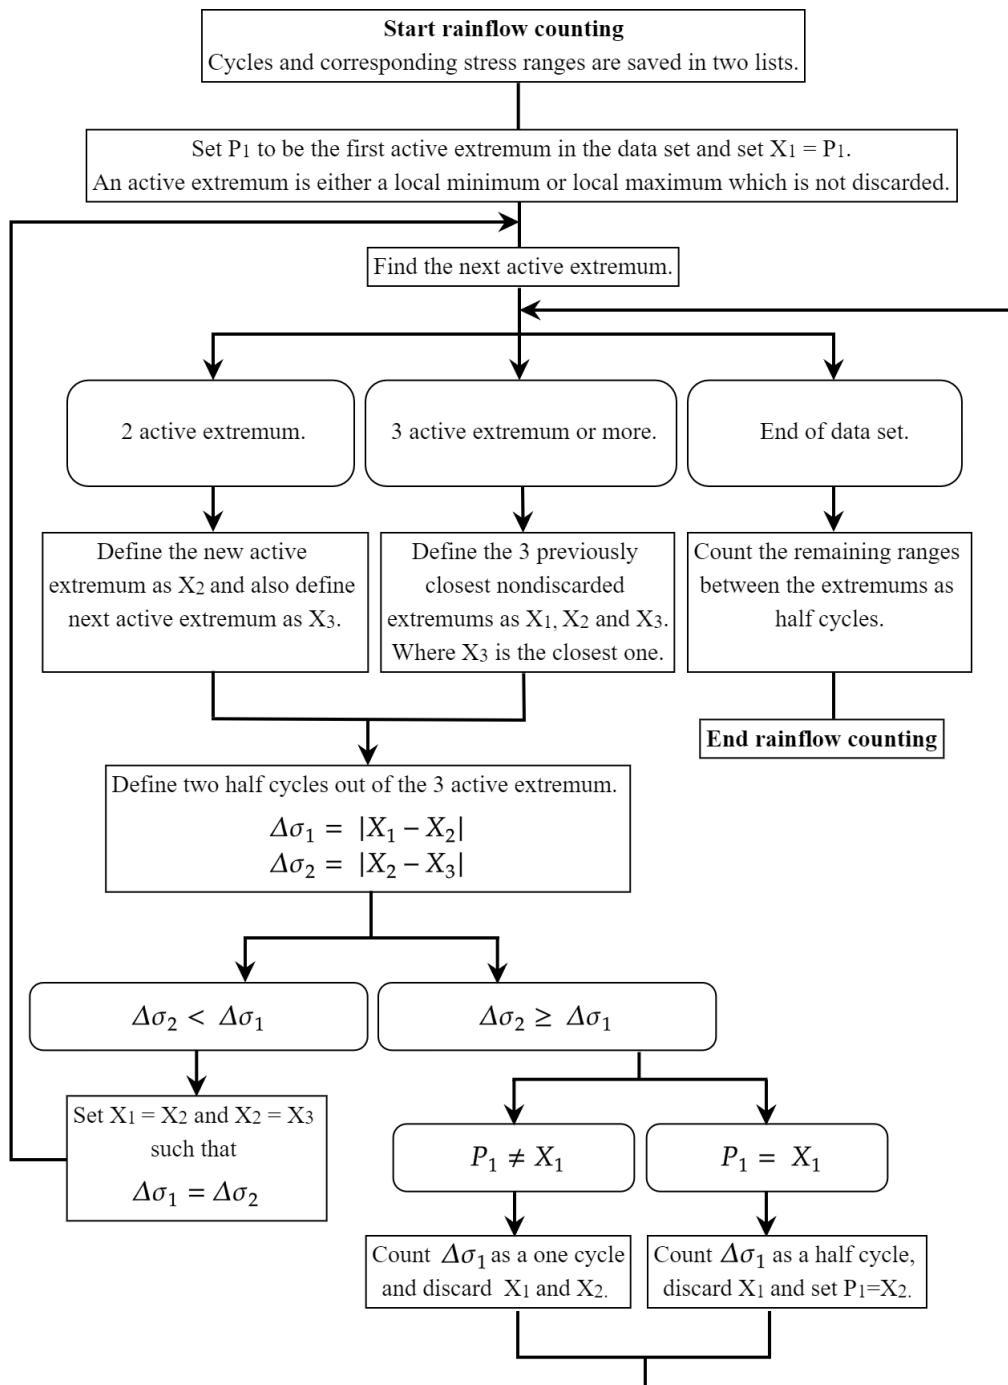 Start rainflow counting
Cycles and corresponding stress ranges are saved in two lists.
Set P₁ to be the first active extremum in the data set and set X₁ = P₁.
An active extremum is either a local minimum or local maximum which is not discarded.
Find the next active extremum.
2 active extremum.
3 active extremum or more.
End of data set.
Define the new active
extremum as X₂ and also define
next active extremum as X₃.
Define the 3 previously
closest nondiscarded
extremums as X₁, X₂ and X₃.
Where X₃ is the closest one.
Count the remaining ranges
between the extremums as
half cycles.
End rainflow counting
Define two half cycles out of the 3 active extremum.
Δσ₁ = |X₁ − X₂|
Δσ₂ = |X₂ − X₃|
Δσ₂ < Δσ₁
Δσ₂ ≥ Δσ₁
Set X₁ = X₂ and X₂ = X₃
such that
Δσ₁ = Δσ₂
P₁ ≠ X₁
P₁ = X₁
Count Δσ₁ as a one cycle
and discard X₁ and X₂.
Count Δσ₁ as a half cycle,
discard X₁ and set P₁=X₂.